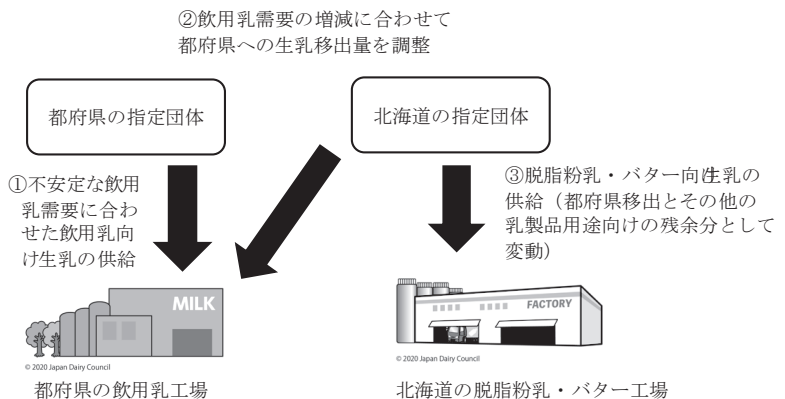 ②飲用乳需要の増減に合わせて
都府県への生乳移出量を調整
都府県の指定団体
北海道の指定団体
①不安定な飲用
乳需要に合わ
せた飲用乳向
け生乳の供給
③脱脂粉乳・バター向け生乳の
供給（都府県移出とその他の
乳製品用途向けの残余分として
変動）
MILK
FACTORY
© 2020 Japan Dairy Council
© 2020 Japan Dairy Council
都府県の飲用乳工場
北海道の脱脂粉乳・バター工場